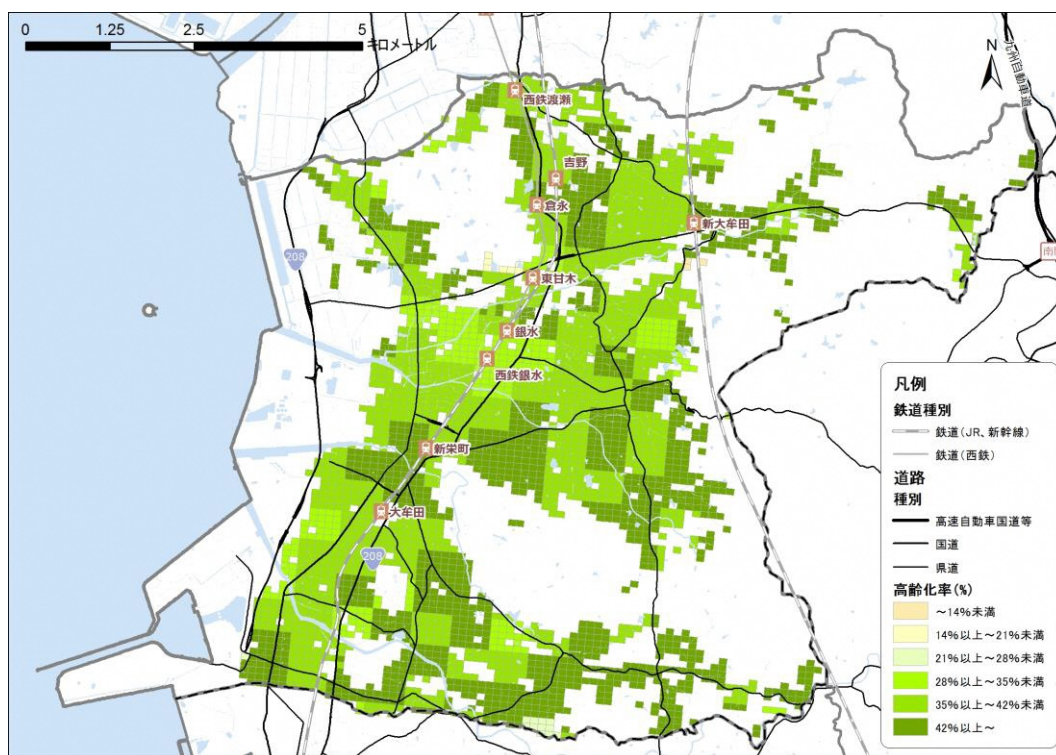 0 1.25 2.5 5
キロメートル
N
九州自動車道
西鉄渡瀬
吉野
倉永
新大牟田
208
東甘木
銀水
西鉄銀水
新栄町
大牟田
208
凡例
鉄道種別
鉄道(JR、新幹線)
鉄道(西鉄)
道路
種別
高速自動車国道等
国道
県道
高齢化率(%)
～14%未満
14%以上～21%未満
21%以上～28%未満
28%以上～35%未満
35%以上～42%未満
42%以上～